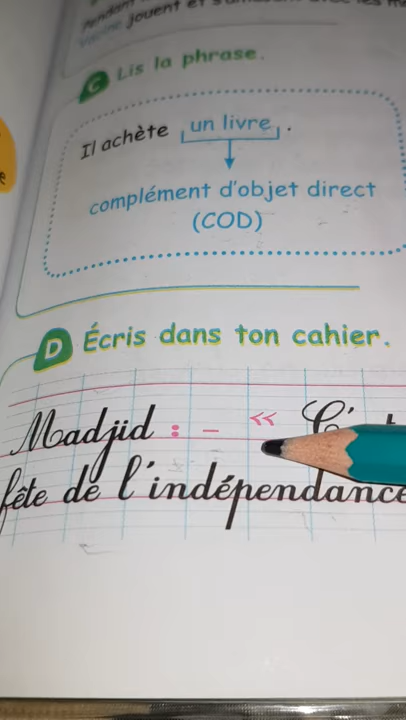 jouent et
C Lis la phrase.
Il achète un livre.
complément d'objet direct
(COD)
D Écris dans ton cahier.
Madjid : - « C'
fête de l'indépendance